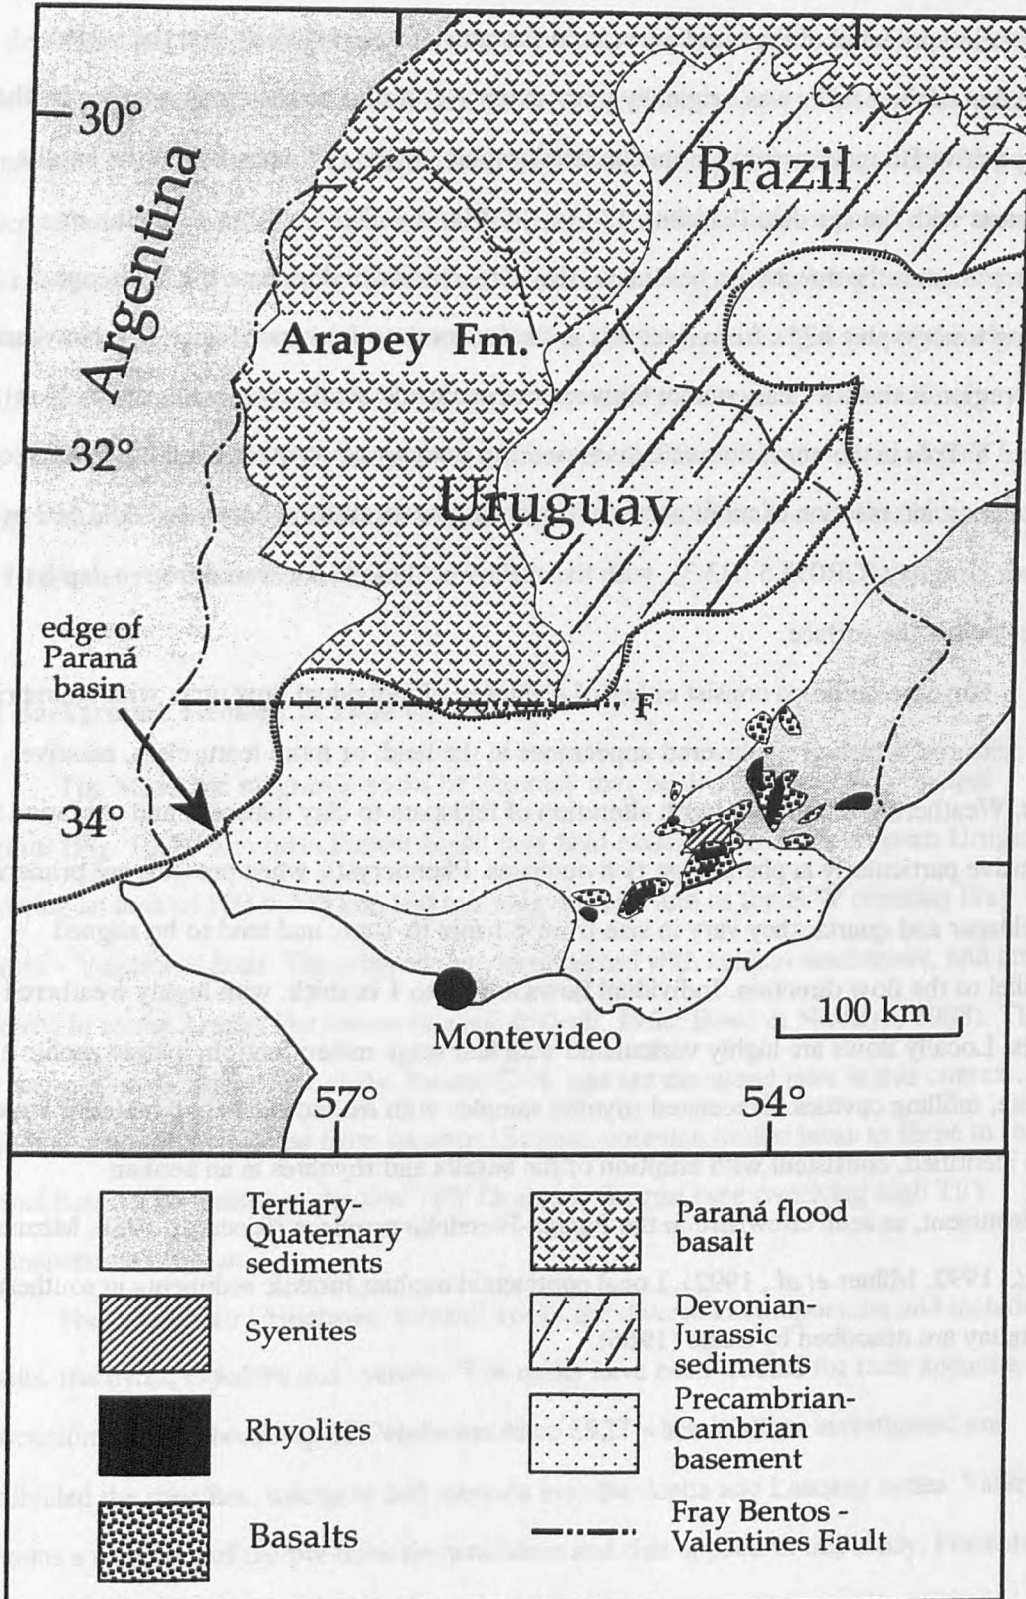 30°
Argentina
Brazil
Arapey Fm.
32°
Uruguay
edge of
Paraná
basin
F
34°
Montevideo
100 km
57°
54°
Tertiary-
Quaternary
sediments
Syenites
Rhyolites
Basalts
Paraná flood
basalt
Devonian-
Jurassic
sediments
Precambrian-
Cambrian
basement
Fray Bentos -
Valentines Fault